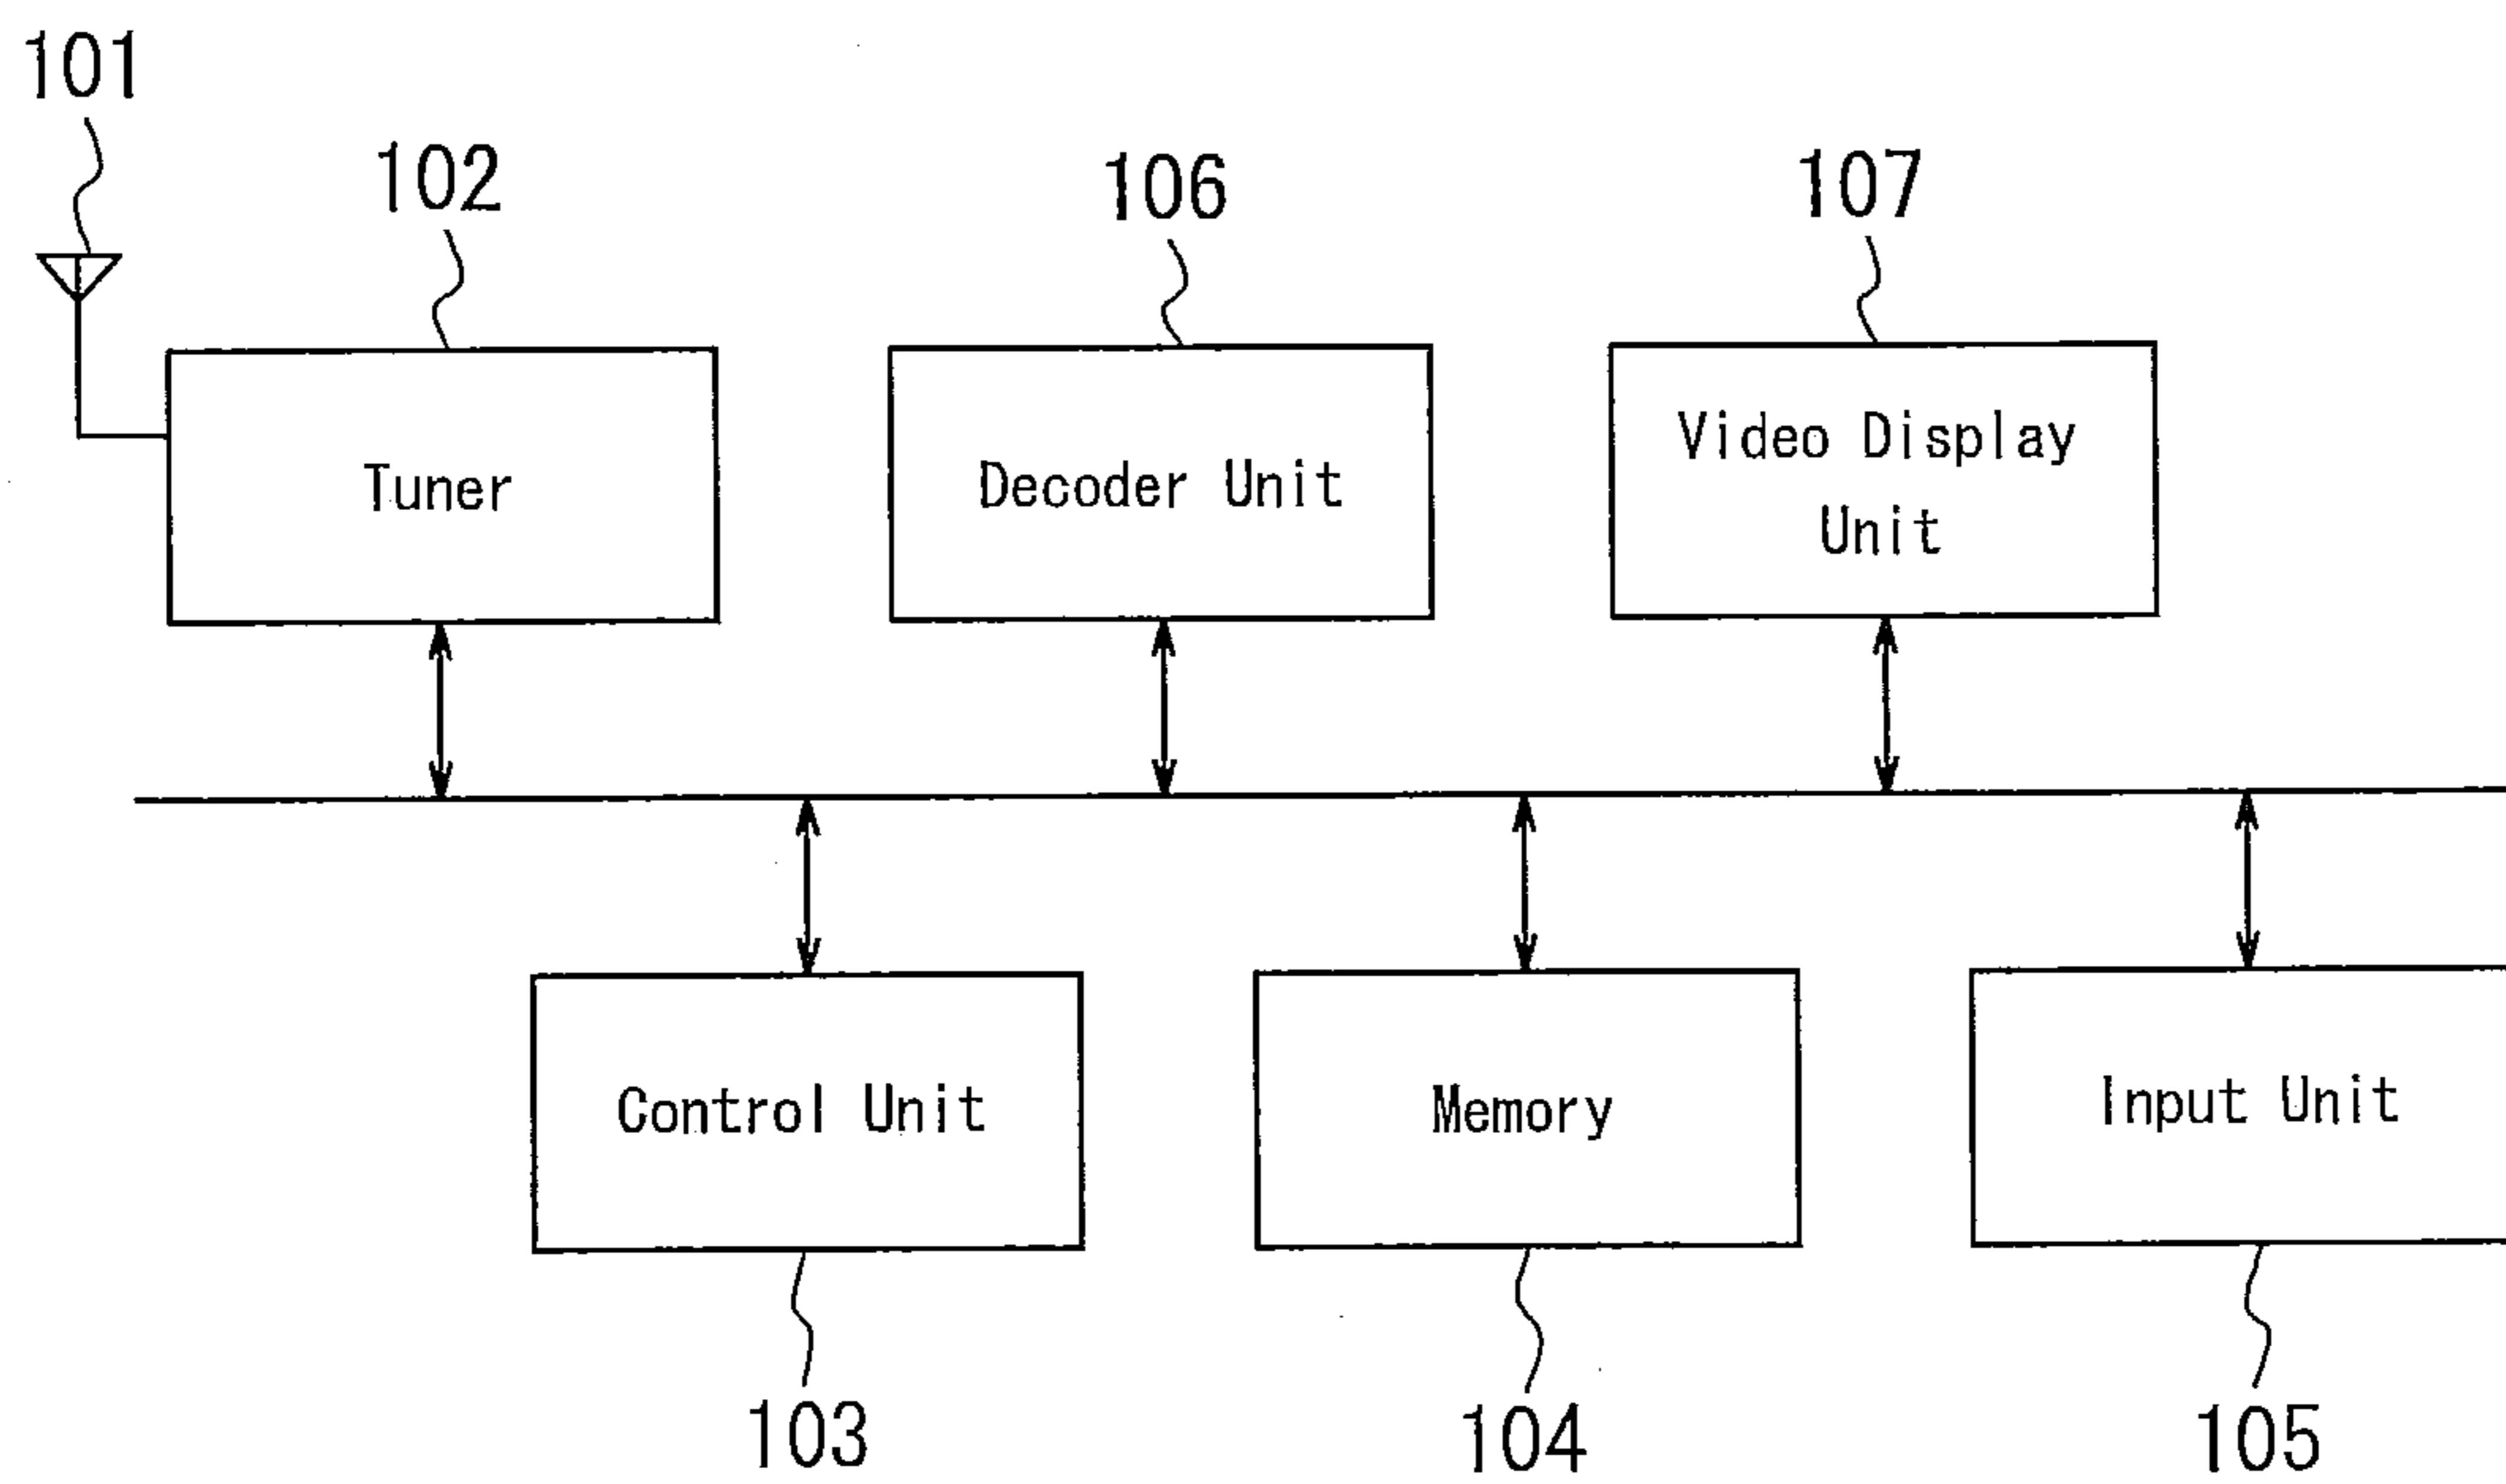 101
102
106
107
Tuner
Decoder Unit
Video Display
Unit
Control Unit
Memory
Input Unit
103
104
105